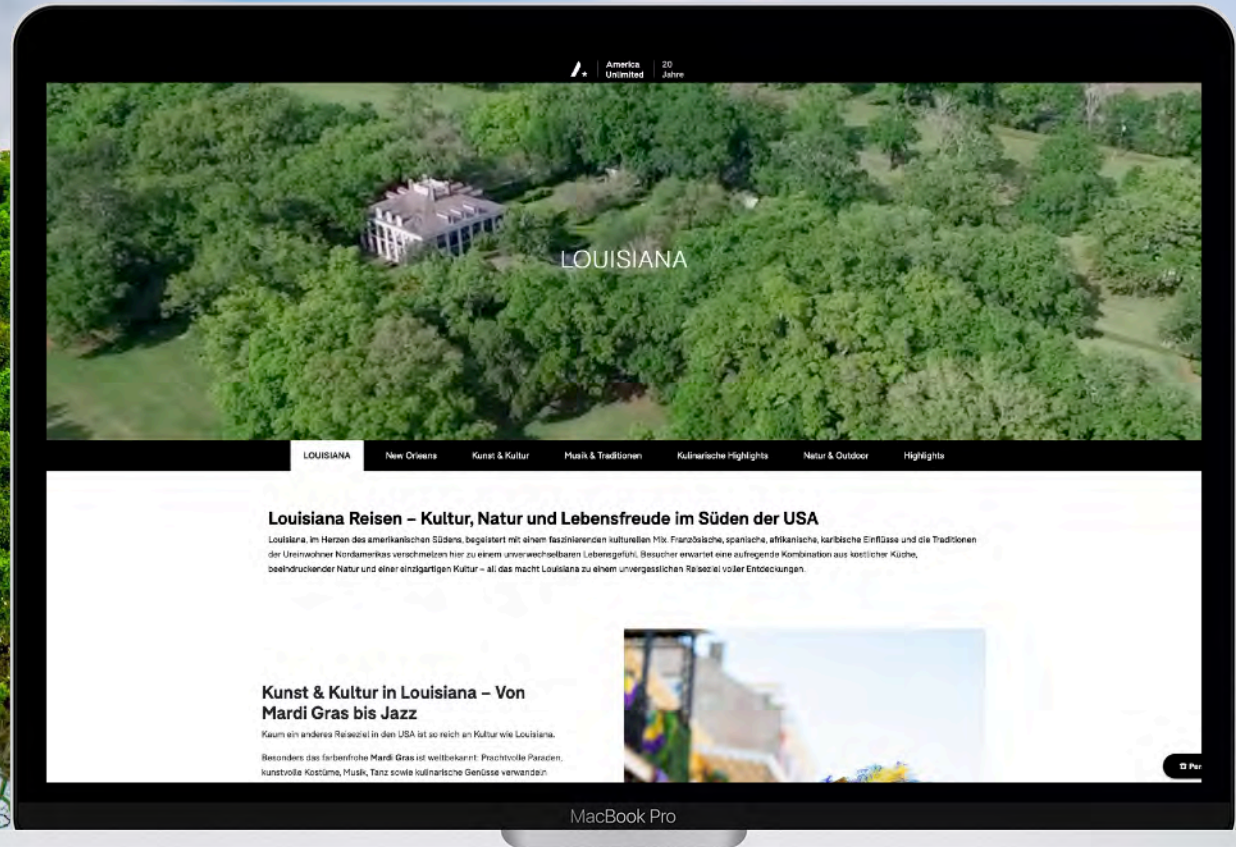 America
Unlimited
20
Jahre
LOUISIANA
LOUISIANA New Orleans Kunst & Kultur Musik & Traditionen Kulinarische Highlights Natur & Outdoor Highlights
Louisiana Reisen – Kultur, Natur und Lebensfreude im Süden der USA
Louisiana, im Herzen des amerikanischen Südens, begeistert mit einem faszinierenden kulturellen Mix. Französische, spanische, afrikanische, karibische Einflüsse und die Traditionen
der Ureinwohner Nordamerikas verschmelzen hier zu einem unverwechselbaren Lebensgefühl. Besucher erwartet eine aufregende Kombination aus köstlicher Küche,
beeindruckender Natur und einer einzigartigen Kultur – all das macht Louisiana zu einem unvergesslichen Reiseziel voller Entdeckungen.
Kunst & Kultur in Louisiana – Von
Mardi Gras bis Jazz
Kaum ein anderes Reiseziel in den USA ist so reich an Kultur wie Louisiana.
Besonders das farbenfrohe Mardi Gras ist weltbekannt: Prachtvolle Paraden,
kunstvolle Kostüme, Musik, Tanz sowie kulinarische Genüsse verwandeln
Per
MacBook Pro